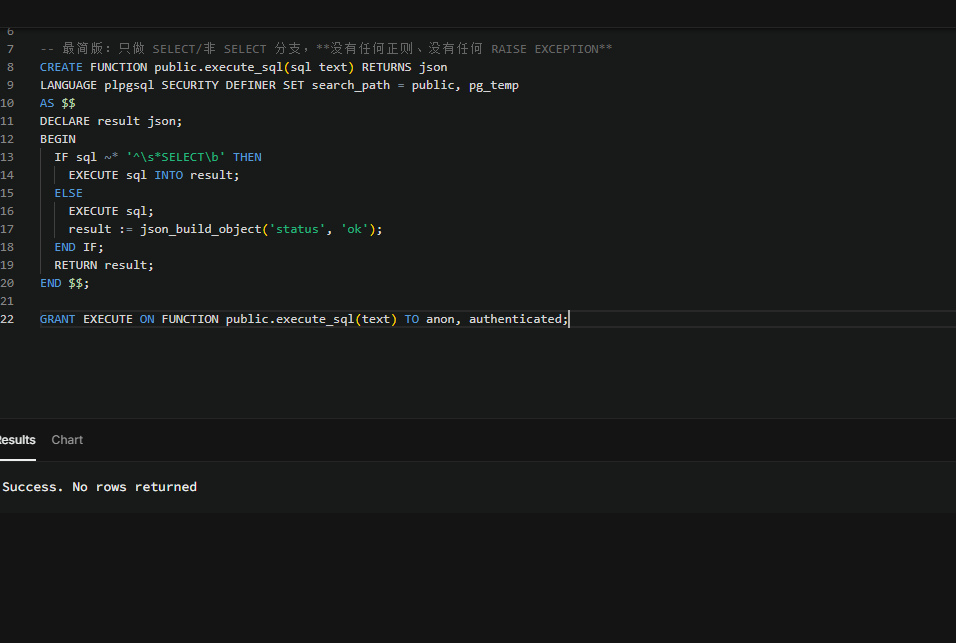 6
7 -- 最简版：只做 SELECT/非 SELECT 分支，**没有任何正则、没有任何 RAISE EXCEPTION**
8 CREATE FUNCTION public.execute_sql(sql text) RETURNS json
9 LANGUAGE plpgsql SECURITY DEFINER SET search_path = public, pg_temp
10 AS $$
11 DECLARE result json;
12 BEGIN
13 IF sql ~* '^\s*SELECT\b' THEN
14 EXECUTE sql INTO result;
15 ELSE
16 EXECUTE sql;
17 result := json_build_object('status', 'ok');
18 END IF;
19 RETURN result;
20 END $$;
21
22 GRANT EXECUTE ON FUNCTION public.execute_sql(text) TO anon, authenticated;
Results Chart
Success. No rows returned